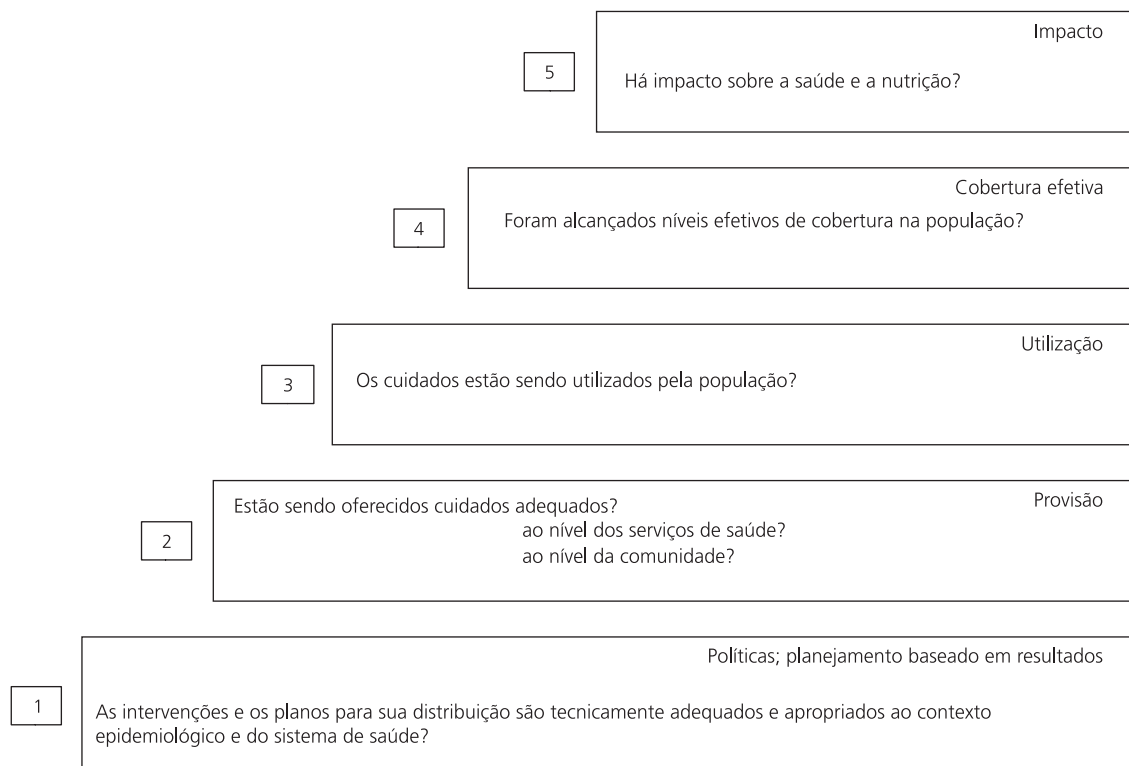 Impacto
5
Há impacto sobre a saúde e a nutrição?
Cobertura efetiva
4
Foram alcançados níveis efetivos de cobertura na população?
Utilização
3
Os cuidados estão sendo utilizados pela população?
Provisão
Estão sendo oferecidos cuidados adequados?
ao nível dos serviços de saúde?
2
ao nível da comunidade?
Políticas; planejamento baseado em resultados
1
As intervenções e os planos para sua distribuição são tecnicamente adequados e apropriados ao contexto
epidemiológico e do sistema de saúde?